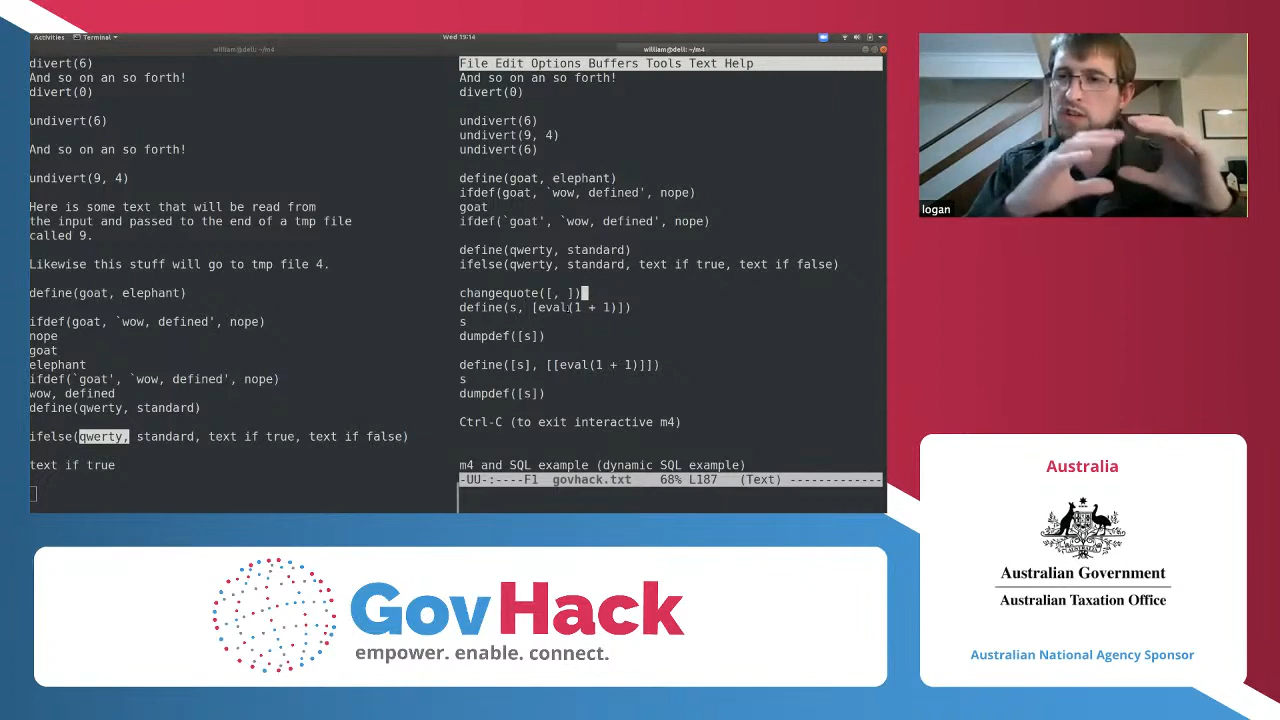 Activities
Terminal
Wed 19:14
william@dell: ~/m4
divert(6)
And so on an so forth!
divert(0)
undivert(6)
And so on an so forth!
undivert(9, 4)
Here is some text that will be read from
the input and passed to the end of a tmp file
called 9.
Likewise this stuff will go to tmp file 4.
define(goat, elephant)
ifdef(goat, `wow, defined', nope)
nope
goat
elephant
ifdef(`goat', `wow, defined', nope)
wow, defined
define(qwerty, standard)
ifelse(qwerty, standard, text if true, text if false)
text if true
william@dell: ~/m4
File Edit Options Buffers Tools Text Help
And so on an so forth!
divert(0)
undivert(6)
undivert(9, 4)
undivert(6)
define(goat, elephant)
ifdef(goat, `wow, defined', nope)
goat
ifdef(`goat', `wow, defined', nope)
define(qwerty, standard)
ifelse(qwerty, standard, text if true, text if false)
changequote([, ])
define(s, [eval(1 + 1)])
s
dumpdef([s])
define([s], [[eval(1 + 1)]])
s
dumpdef([s])
Ctrl-C (to exit interactive m4)
m4 and SQL example (dynamic SQL example)
-UU-:----F1  govhack.txt    68% L187   (Text) -------------
logan
GovHack
empower. enable. connect.
Australia
Australian Government
Australian Taxation Office
Australian National Agency Sponsor